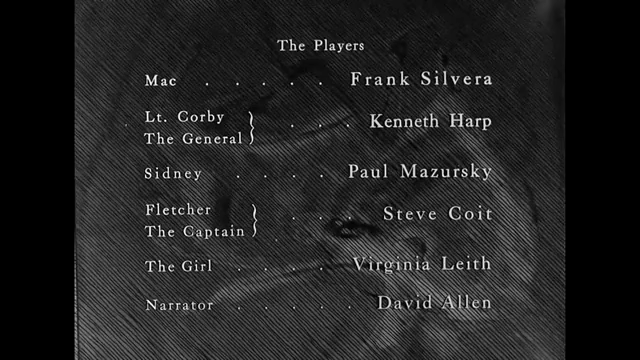 The Players
Mac . . . . . Frank Silvera
Lt. Corby
The General } . . . Kenneth Harp
Sidney . . . . Paul Mazursky
Fletcher
The Captain } . . . Steve Coit
The Girl . . . . Virginia Leith
Narrator . . . . . David Allen